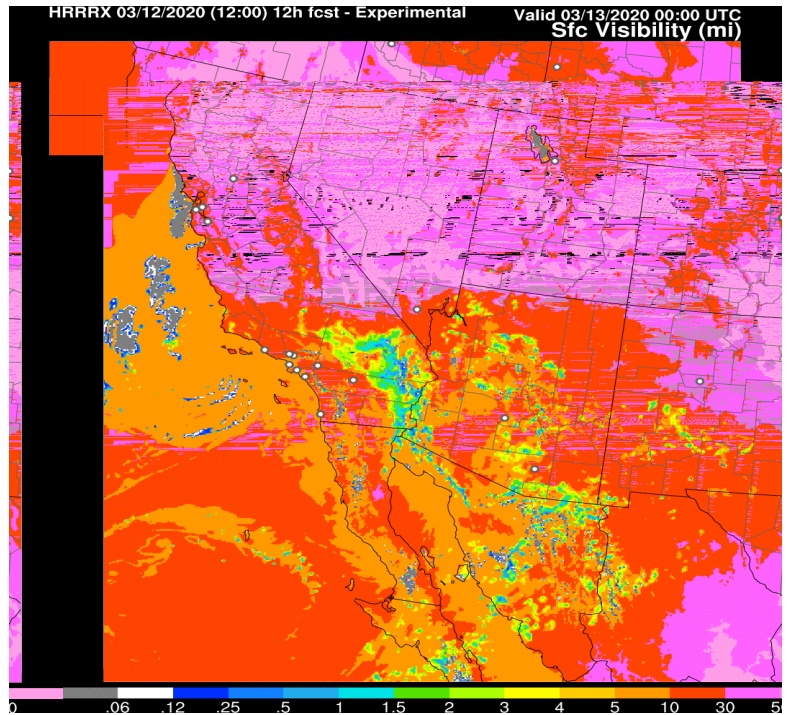 HRRRX 03/12/2020 (12:00) 12h fcst - Experimental
Valid 03/13/2020 00:00 UTC
Sfc Visibility (mi)
0 .06 .12 .25 .5 1 1.5 2 3 4 5 10 30